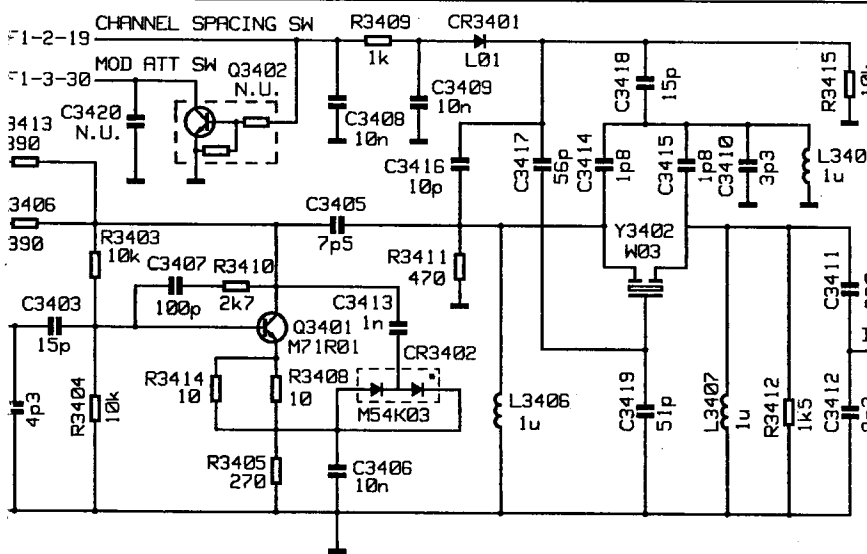 CHANNEL SPACING SW
F1-2-19
MOD ATT SW
F1-3-30
Q3402
N.U.
C3420
N.U.
3413
390
3406
390
R3409
1k
CR3401
L01
C3408
10n
C3409
10n
C3418
15p
R3415
10k
C3416
10p
C3417
56p
C3414
1p8
C3415
1p8
C3410
3p3
L340
1u
C3405
7p5
R3403
10k
R3411
470
Y3402
W03
C3411
C3407
100p
R3410
2k7
C3413
1n
C3403
15p
Q3401
M71R01
CR3402
M54K03
R3414
10
R3408
10
R3404
10k
4p3
L3406
1u
C3419
51p
L3407
1u
R3412
1k5
C3412
R3405
270
C3406
10n